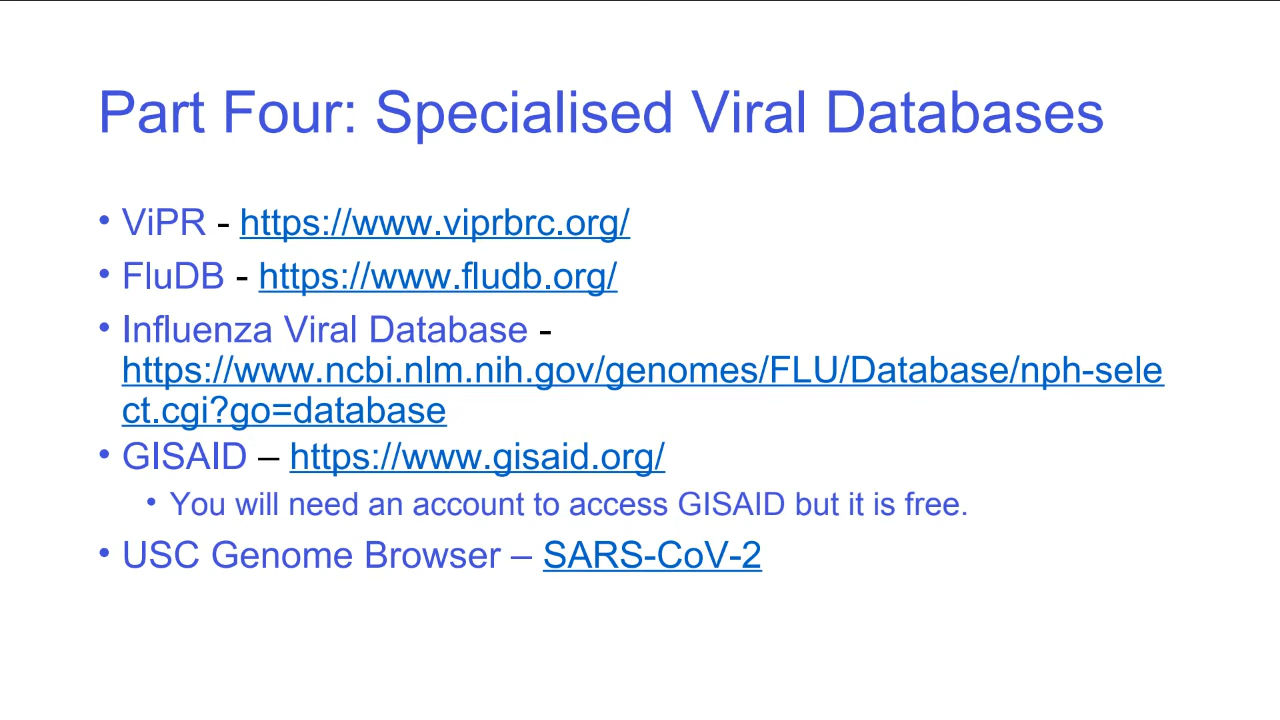 Part Four: Specialised Viral Databases
• ViPR - https://www.viprbrc.org/
• FluDB - https://www.fludb.org/
• Influenza Viral Database -
https://www.ncbi.nlm.nih.gov/genomes/FLU/Database/nph-sele
ct.cgi?go=database
• GISAID – https://www.gisaid.org/
• You will need an account to access GISAID but it is free.
• USC Genome Browser – SARS-CoV-2